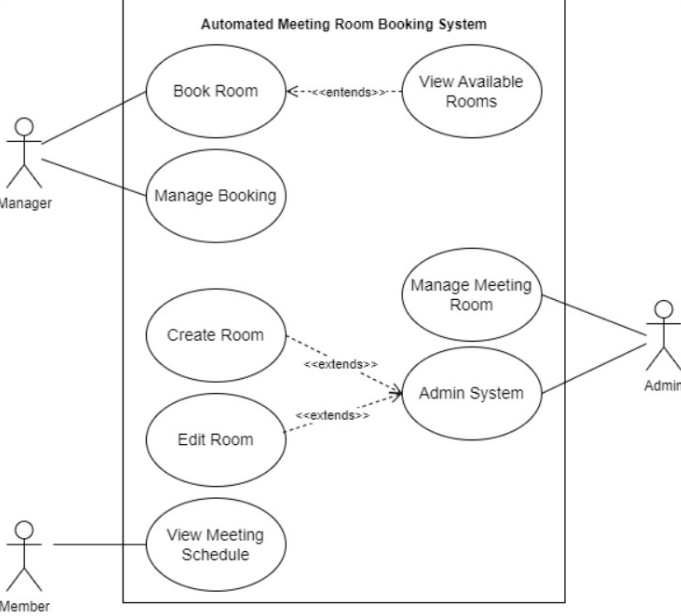 Automated Meeting Room Booking System
Book Room
<<entends>>
View Available
Rooms
Manager
Manage Booking
Manage Meeting
Room
Create Room
<<extends>>
Admin System
Admin
<<extends>>
Edit Room
View Meeting
Schedule
Member